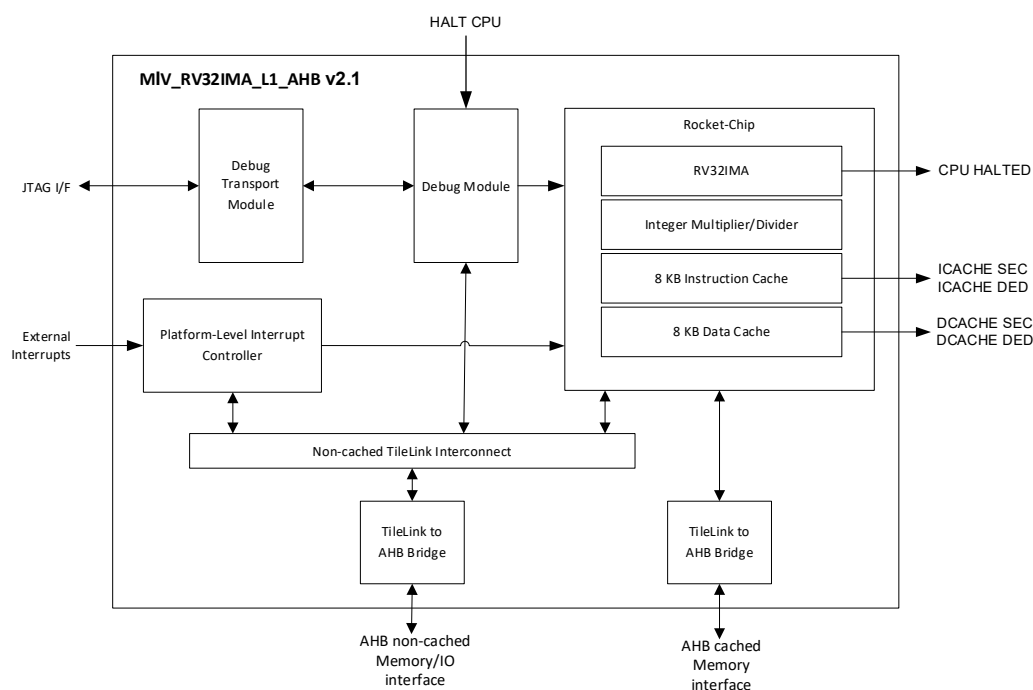 HALT CPU
MIV_RV32IMA_L1_AHB v2.1
Rocket-Chip
Debug
Transport
Module
Debug Module
RV32IMA
CPU HALTED
JTAG I/F
Integer Multiplier/Divider
8 KB Instruction Cache
ICACHE SEC
ICACHE DED
External
Interrupts
Platform-Level Interrupt
Controller
8 KB Data Cache
DCACHE SEC
DCACHE DED
Non-cached TileLink Interconnect
TileLink to
AHB Bridge
TileLink to
AHB Bridge
AHB non-cached
Memory/IO
interface
AHB cached
Memory
interface